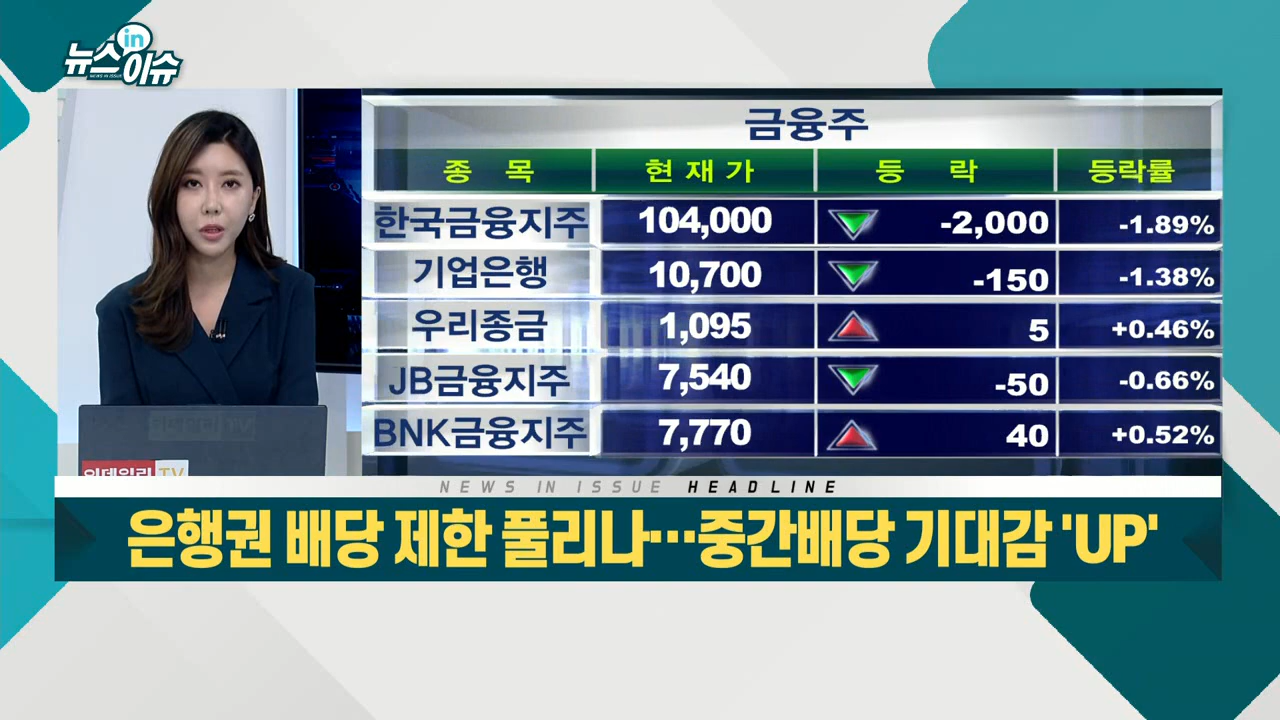 뉴스in이슈
NEWS IN ISSUE
금융주
종 목 현재가 등 락 등락률
한국금융지주 104,000 -2,000 -1.89%
기업은행 10,700 -150 -1.38%
우리종금 1,095 5 +0.46%
JB금융지주 7,540 -50 -0.66%
BNK금융지주 7,770 40 +0.52%
이데일리TV
NEWS IN ISSUE HEADLINE
은행권 배당 제한 풀리나…중간배당 기대감 'UP'